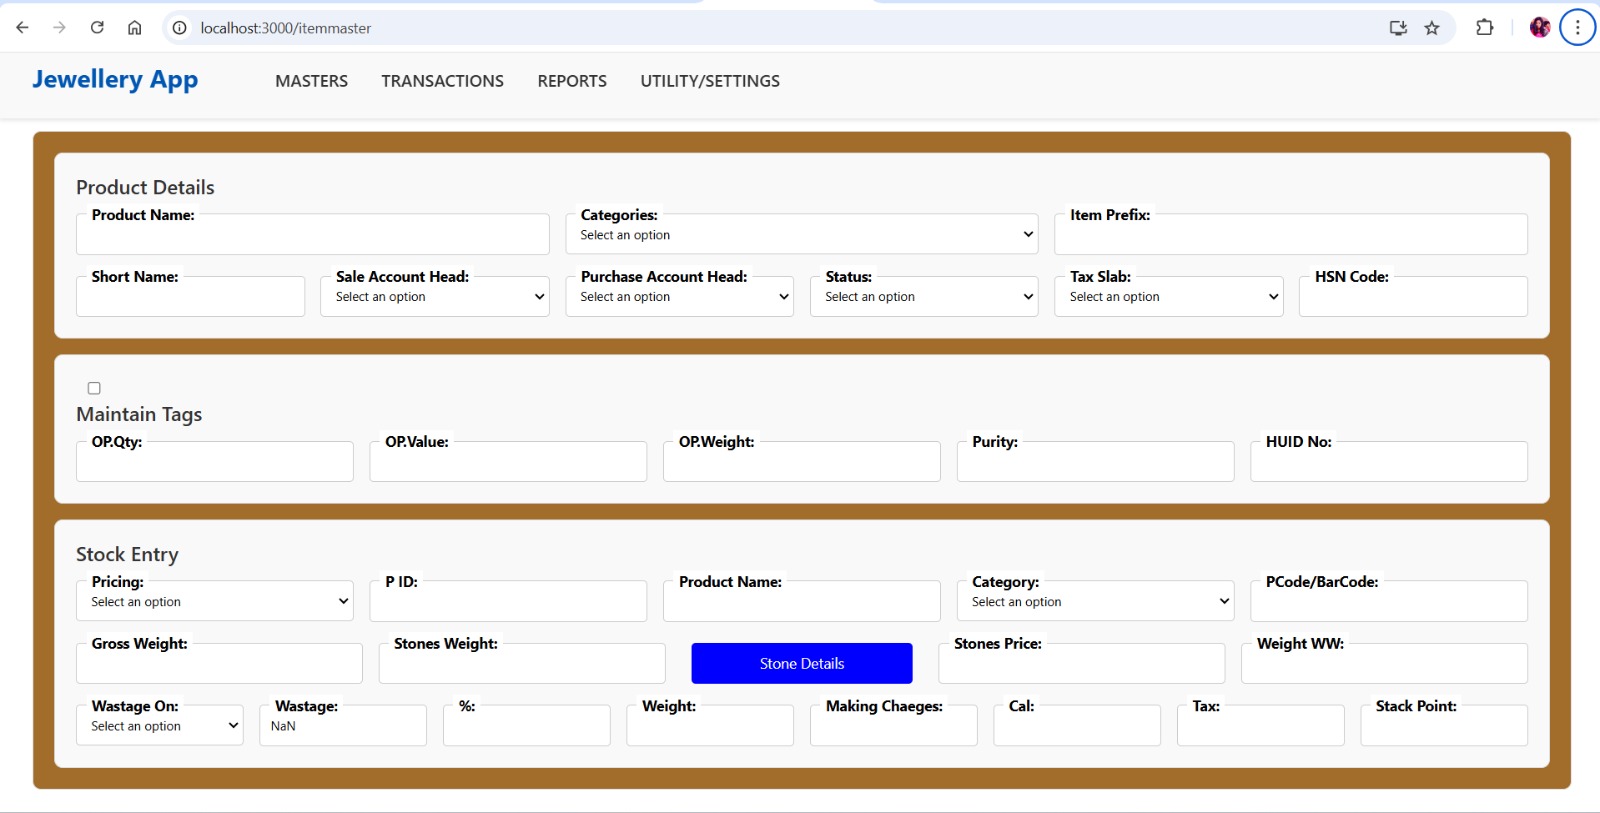 localhost:3000/itemmaster
Jewellery App MASTERS TRANSACTIONS REPORTS UTILITY/SETTINGS
Product Details
Product Name: Categories: Item Prefix:
Select an option
Short Name: Sale Account Head: Purchase Account Head: Status: Tax Slab: HSN Code:
Select an option Select an option Select an option Select an option
Maintain Tags
OP.Qty: OP.Value: OP.Weight: Purity: HUID No:
Stock Entry
Pricing: P ID: Product Name: Category: PCode/BarCode:
Select an option Select an option
Gross Weight: Stones Weight: Stones Price: Weight WW:
Stone Details
Wastage On: Wastage: %: Weight: Making Chaeges: Cal: Tax: Stack Point:
Select an option NaN